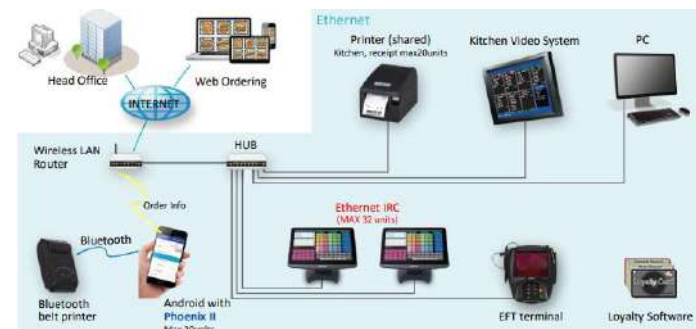 Ethernet
Printer (shared)
Kitchen, receipt max20units
Kitchen Video System
PC
Head Office
Web Ordering
INTERNET
Wireless LAN
Router
HUB
Order Info
Ethernet IRC
(MAX 32 units)
Bluetooth
Bluetooth
belt printer
Android with
Phoenix II
EFT terminal
Loyalty Software